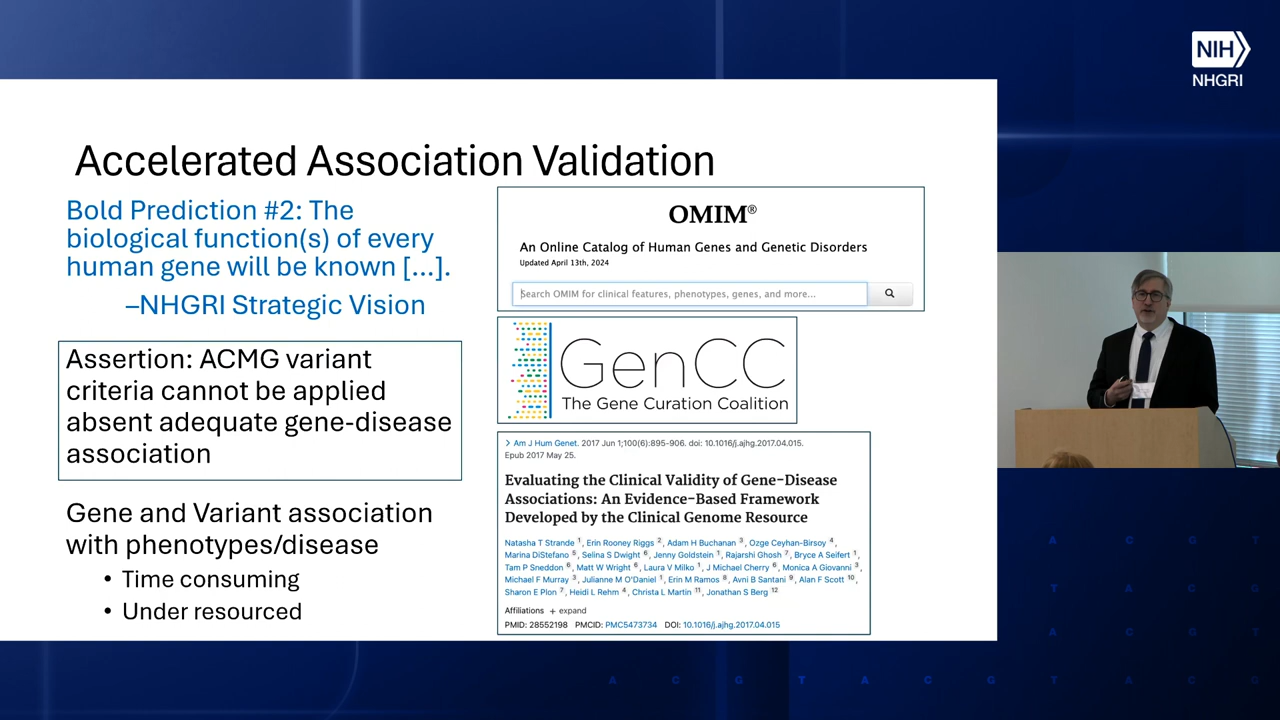 NIH
NHGRI
Accelerated Association Validation
Bold Prediction #2: The
biological function(s) of every
human gene will be known [...].
–NHGRI Strategic Vision
Assertion: ACMG variant
criteria cannot be applied
absent adequate gene-disease
association
Gene and Variant association
with phenotypes/disease
• Time consuming
• Under resourced
OMIM®
An Online Catalog of Human Genes and Genetic Disorders
Updated April 13th, 2024
Search OMIM for clinical features, phenotypes, genes, and more...
GenCC
The Gene Curation Coalition
> Am J Hum Genet. 2017 Jun 1;100(6):895-906. doi: 10.1016/j.ajhg.2017.04.015.
Epub 2017 May 25.
Evaluating the Clinical Validity of Gene-Disease
Associations: An Evidence-Based Framework
Developed by the Clinical Genome Resource
Natasha T Strande 1, Erin Rooney Riggs 2, Adam H Buchanan 3, Ozge Ceyhan-Birsoy 4,
Marina DiStefano 5, Selina S Dwight 6, Jenny Goldstein 1, Rajarshi Ghosh 7, Bryce A Seifert 1,
Tam P Sneddon 6, Matt W Wright 6, Laura V Milko 1, J Michael Cherry 6, Monica A Giovanni 3,
Michael F Murray 3, Julianne M O'Daniel 1, Erin M Ramos 8, Avni B Santani 9, Alan F Scott 10,
Sharon E Plon 7, Heidi L Rehm 4, Christa L Martin 11, Jonathan S Berg 12
Affiliations + expand
PMID: 28552198 PMCID: PMC5473734 DOI: 10.1016/j.ajhg.2017.04.015
A C G T
T A C G
A C G T
A C G T A C G T A C G